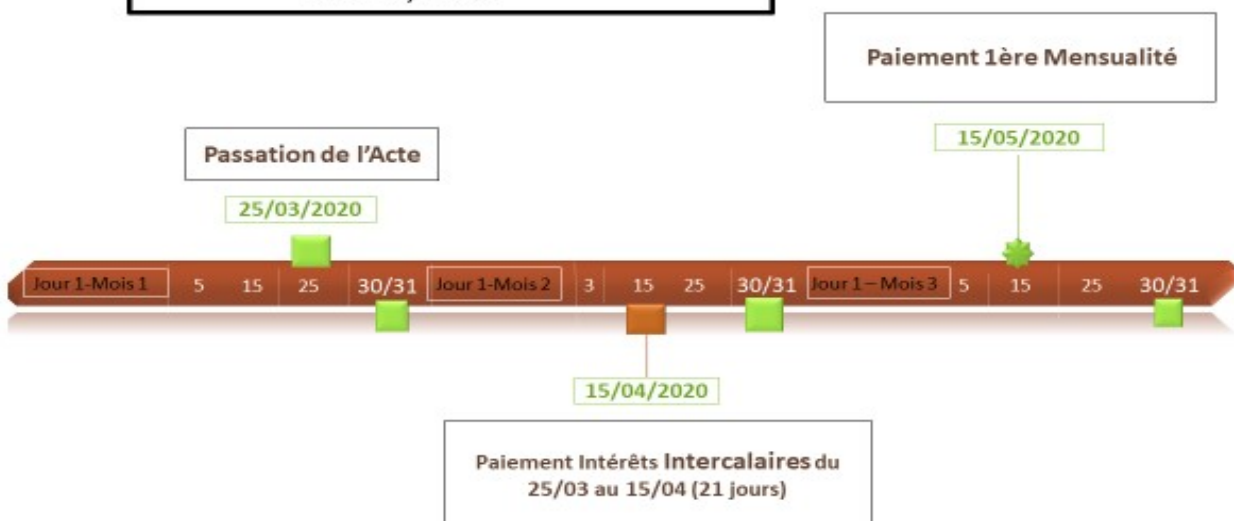 Paiement 1ère Mensualité
15/05/2020
Passation de l'Acte
25/03/2020
Jour 1-Mois 1 5 15 25 30/31 Jour 1-Mois 2 3 15 25 30/31 Jour 1 – Mois 3 5 15 25 30/31
15/04/2020
Paiement Intérêts Intercalaires du
25/03 au 15/04 (21 jours)